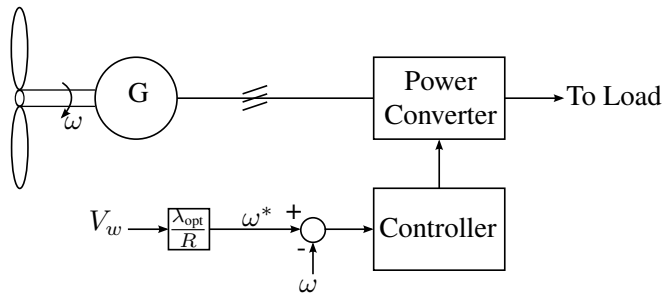 G
ω
Power
Converter
To Load
V_w
λ_opt
R
ω*
+
-
ω
Controller